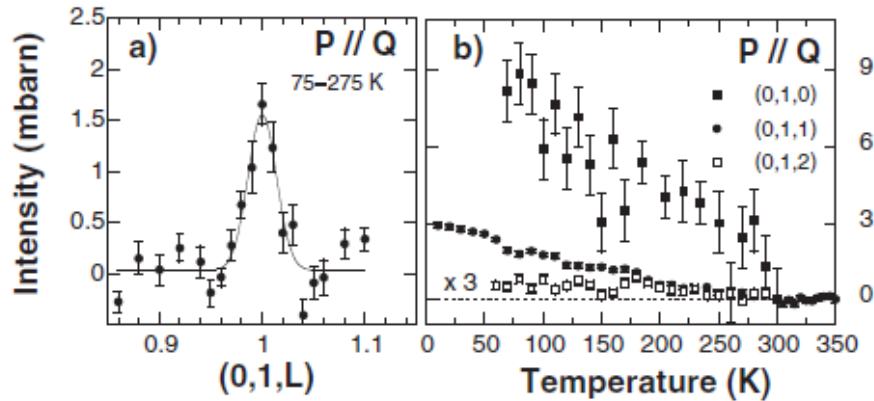 a)
P // Q
75–275 K
2.5
2
1.5
1
0.5
0
Intensity (mbarn)
0.9
1
1.1
(0,1,L)
b)
P // Q
(0,1,0)
(0,1,1)
(0,1,2)
x 3
9
6
3
0
0
50
100
150
200
250
300
350
Temperature (K)